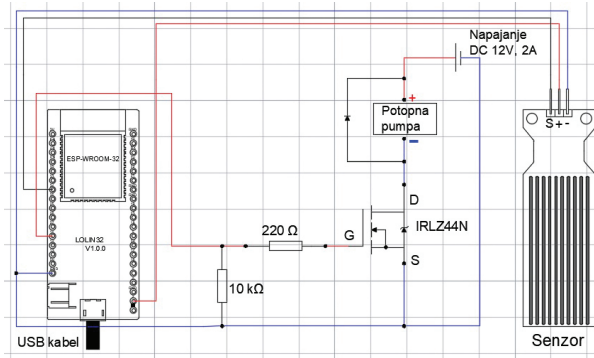 Napajanje
DC 12V, 2A
+
Potopna
pumpa
S+-
ESP-WROOM-32
D
220 Ω
G
IRLZ44N
LOLIN32
V1.0.0
S
10 kΩ
USB kabel
Senzor